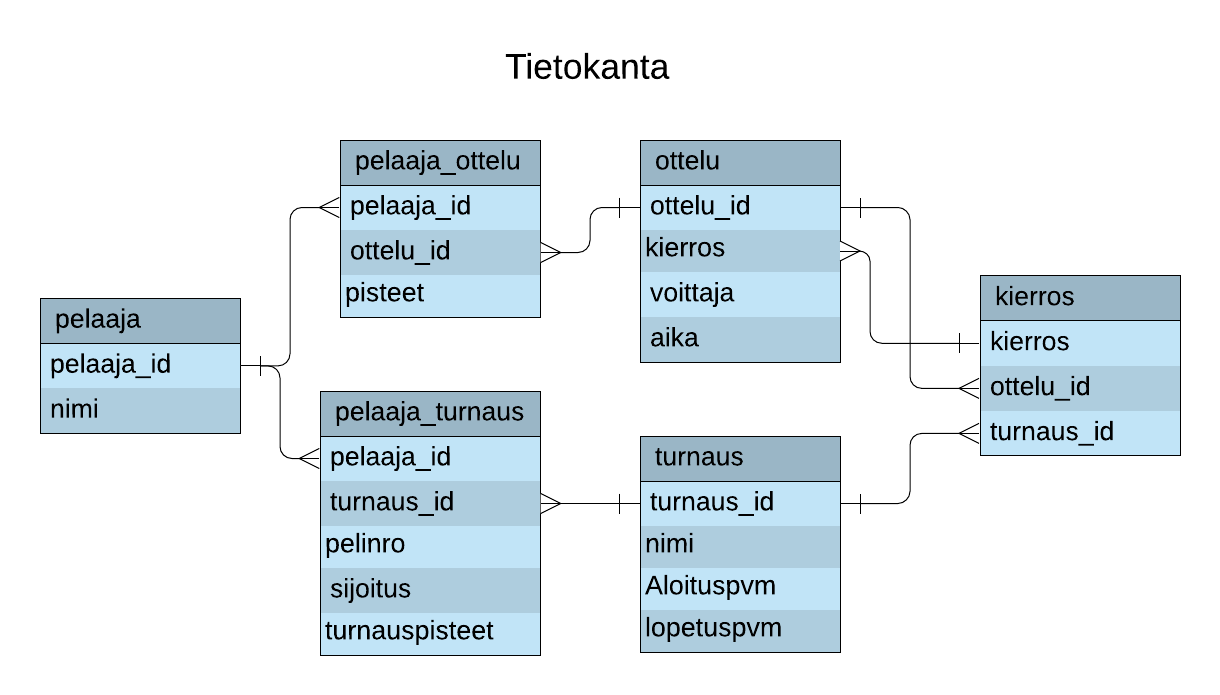 Tietokanta
pelaaja_ottelu
pelaaja_id
ottelu_id
pisteet
ottelu
ottelu_id
kierros
voittaja
aika
kierros
kierros
ottelu_id
turnaus_id
pelaaja
pelaaja_id
nimi
pelaaja_turnaus
pelaaja_id
turnaus_id
pelinro
sijoitus
turnauspisteet
turnaus
turnaus_id
nimi
Aloituspvm
lopetuspvm